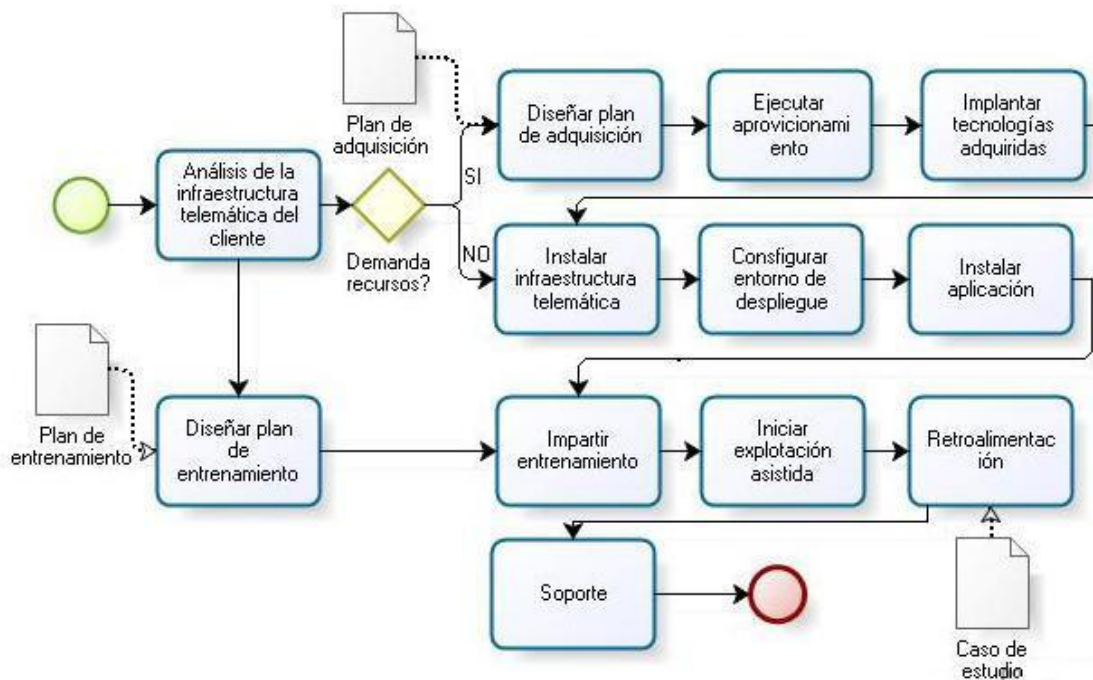 Plan de
adquisición
Diseñar plan
de adquisición
Ejecutar
aprovicionami
ento
Implantar
tecnologías
adquiridas
Análisis de la
infraestructura
telemática del
cliente
SI
NO
Demanda
recursos?
Instalar
infraestructura
telemática
Consfigurar
entorno de
despliegue
Instalar
aplicación
Plan de
entrenamiento
Diseñar plan
de
entrenamiento
Impartir
entrenamiento
Iniciar
explotación
asistida
Retroalimentac
ión
Soporte
Caso de
estudio